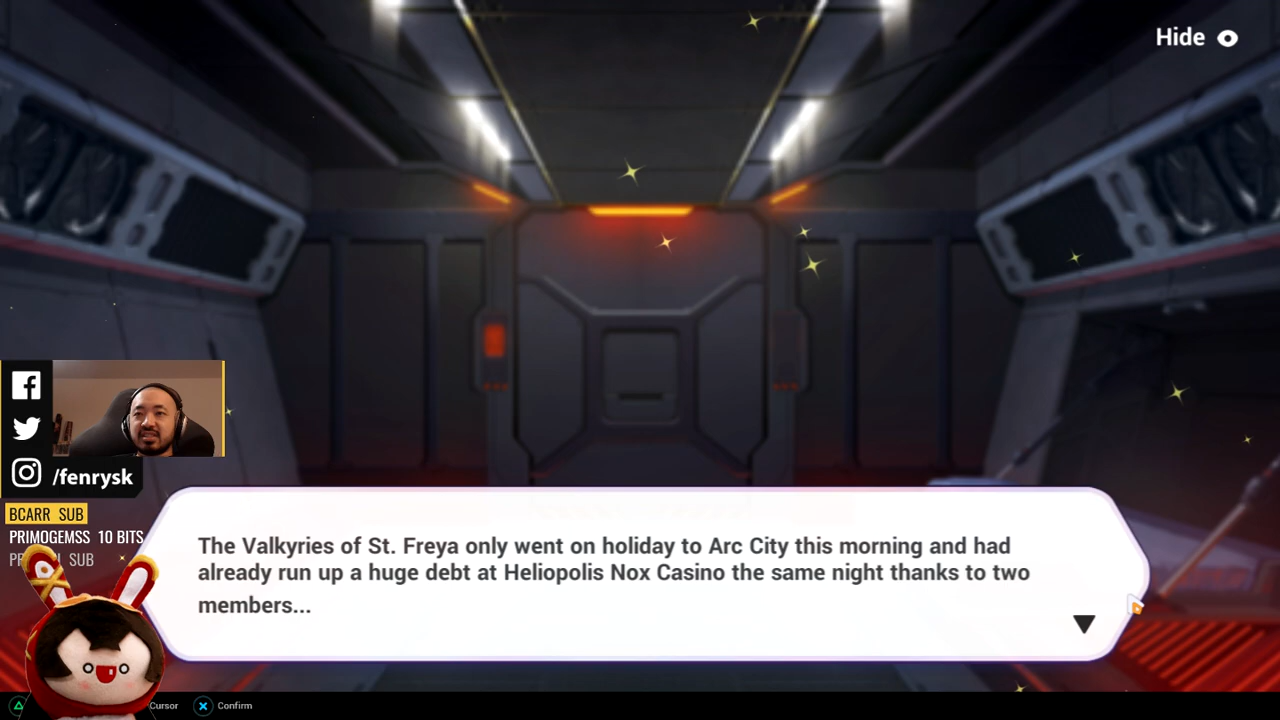 Hide
/fenrysk
BCARR SUB
PRIMOGEMSS 10 BITS
SUB
The Valkyries of St. Freya only went on holiday to Arc City this morning and had
already run up a huge debt at Heliopolis Nox Casino the same night thanks to two
members...
Cursor
Confirm